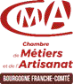 CMA
Chambre
de Métiers
et de l'Artisanat
BOURGOGNE FRANCHE-COMTÉ